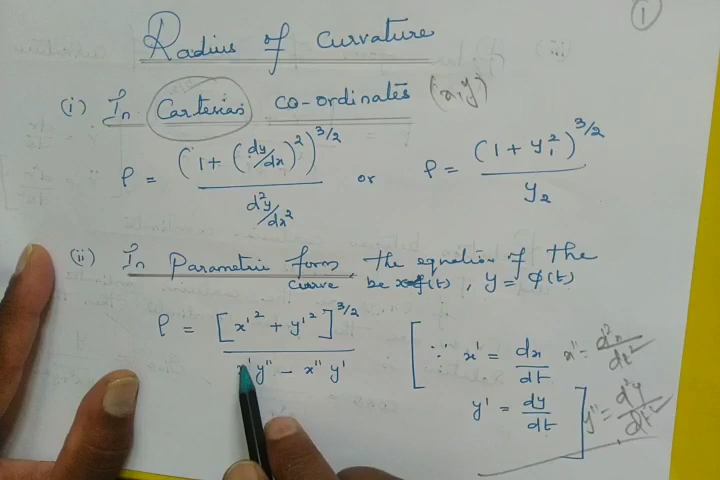 1
Radius of curvature
(i) In Cartesian co-ordinates (x,y)
ρ = (1 + (dy/dx)^2)^3/2 / d²y/dx² or ρ = (1 + y₁²)^3/2 / y₂
(ii) In Parametric form, the equation of the
curve be x=f(t), y = φ(t)
ρ = [x'² + y'²]^3/2 / x'y'' − x''y' [∵ x' = dx/dt x'' = d²x/dt²
y' = dy/dt] y'' = d²y/dt²